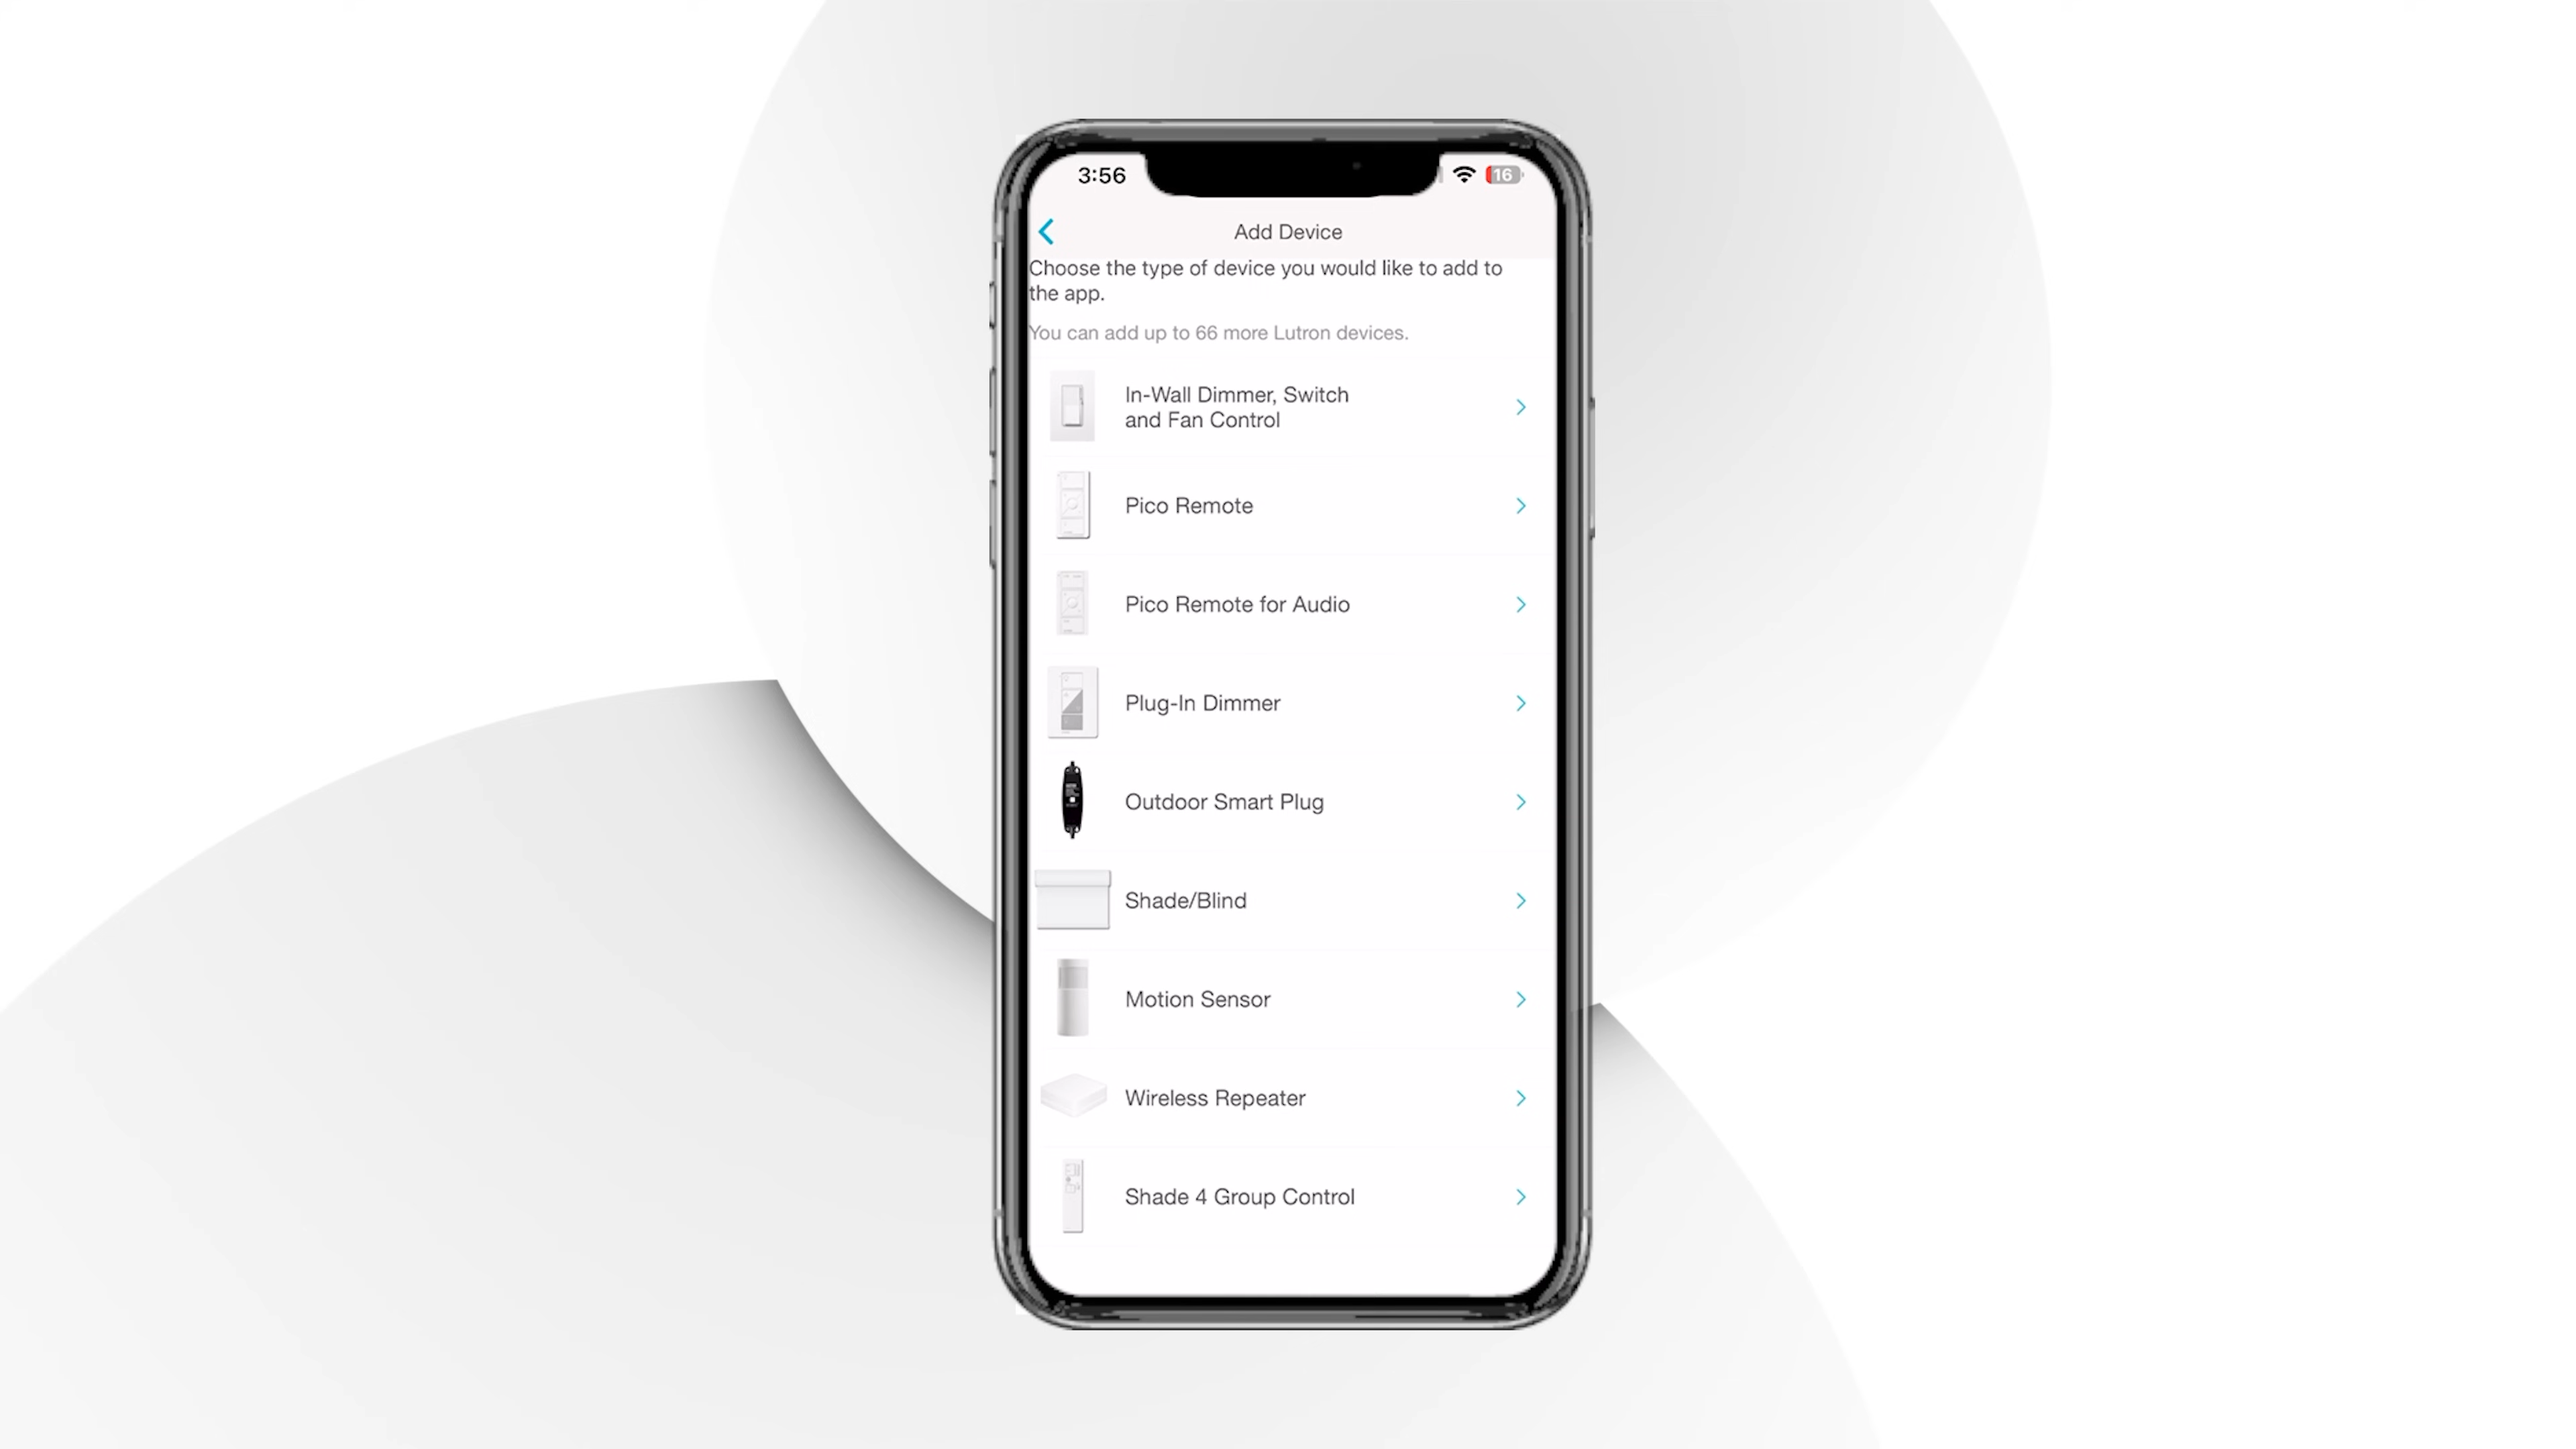 3:56
16
Add Device
Choose the type of device you would like to add to
the app.
You can add up to 66 more Lutron devices.
In-Wall Dimmer, Switch
and Fan Control
Pico Remote
Pico Remote for Audio
Plug-In Dimmer
Outdoor Smart Plug
Shade/Blind
Motion Sensor
Wireless Repeater
Shade 4 Group Control